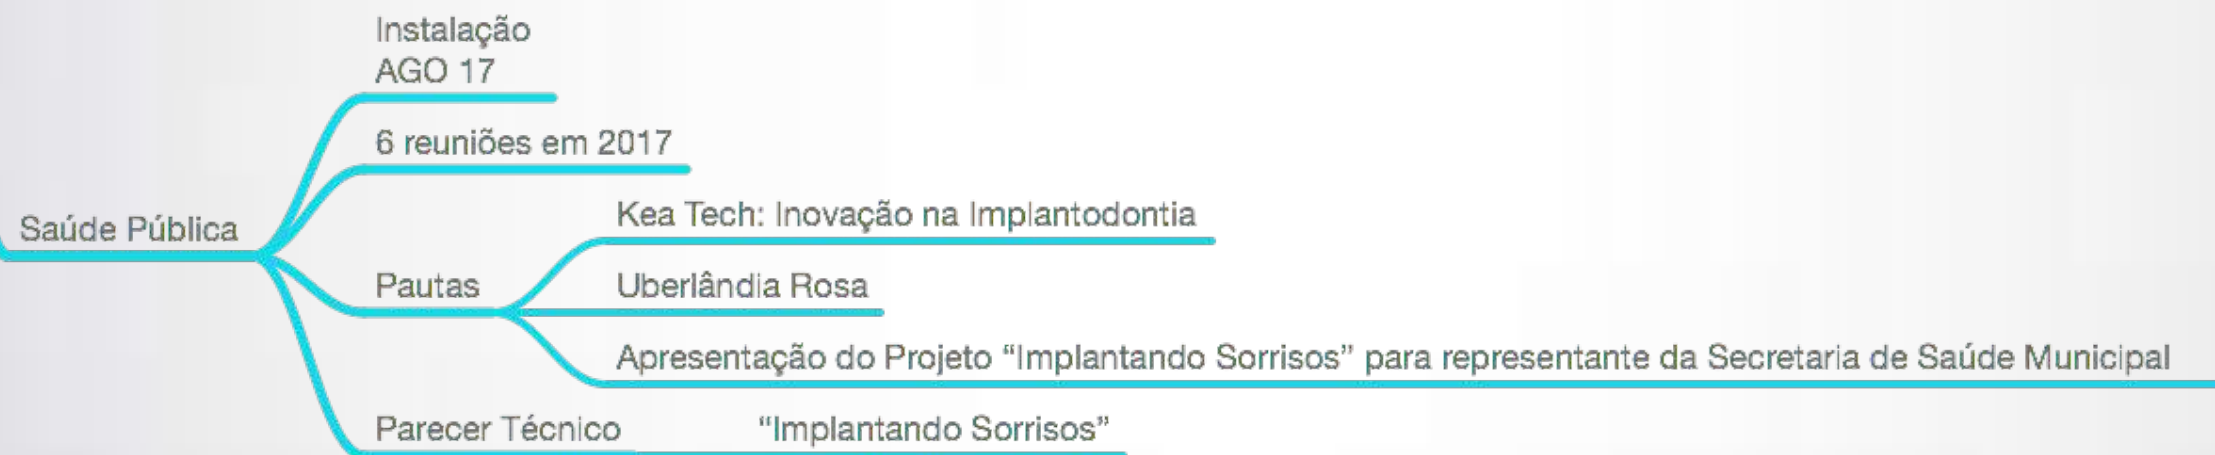 Instalação
AGO 17
6 reuniões em 2017
Kea Tech: Inovação na Implantodontia
Saúde Pública
Pautas
Uberlândia Rosa
Apresentação do Projeto “Implantando Sorrisos” para representante da Secretaria de Saúde Municipal
Parecer Técnico “Implantando Sorrisos”